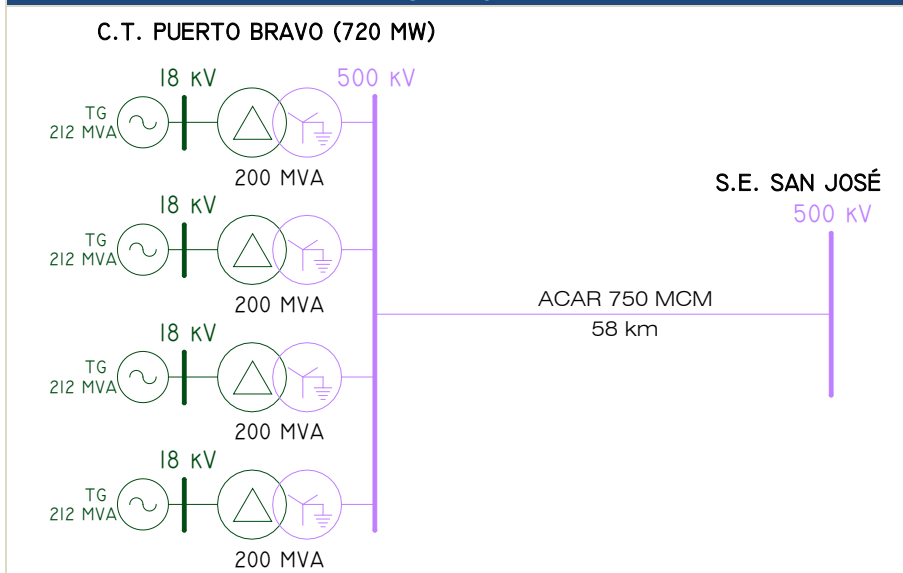 C.T. PUERTO BRAVO (720 MW)
18 KV
500 KV
TG
212 MVA
200 MVA
18 KV
TG
212 MVA
200 MVA
S.E. SAN JOSÉ
500 KV
ACAR 750 MCM
58 km
18 KV
TG
212 MVA
200 MVA
18 KV
TG
212 MVA
200 MVA